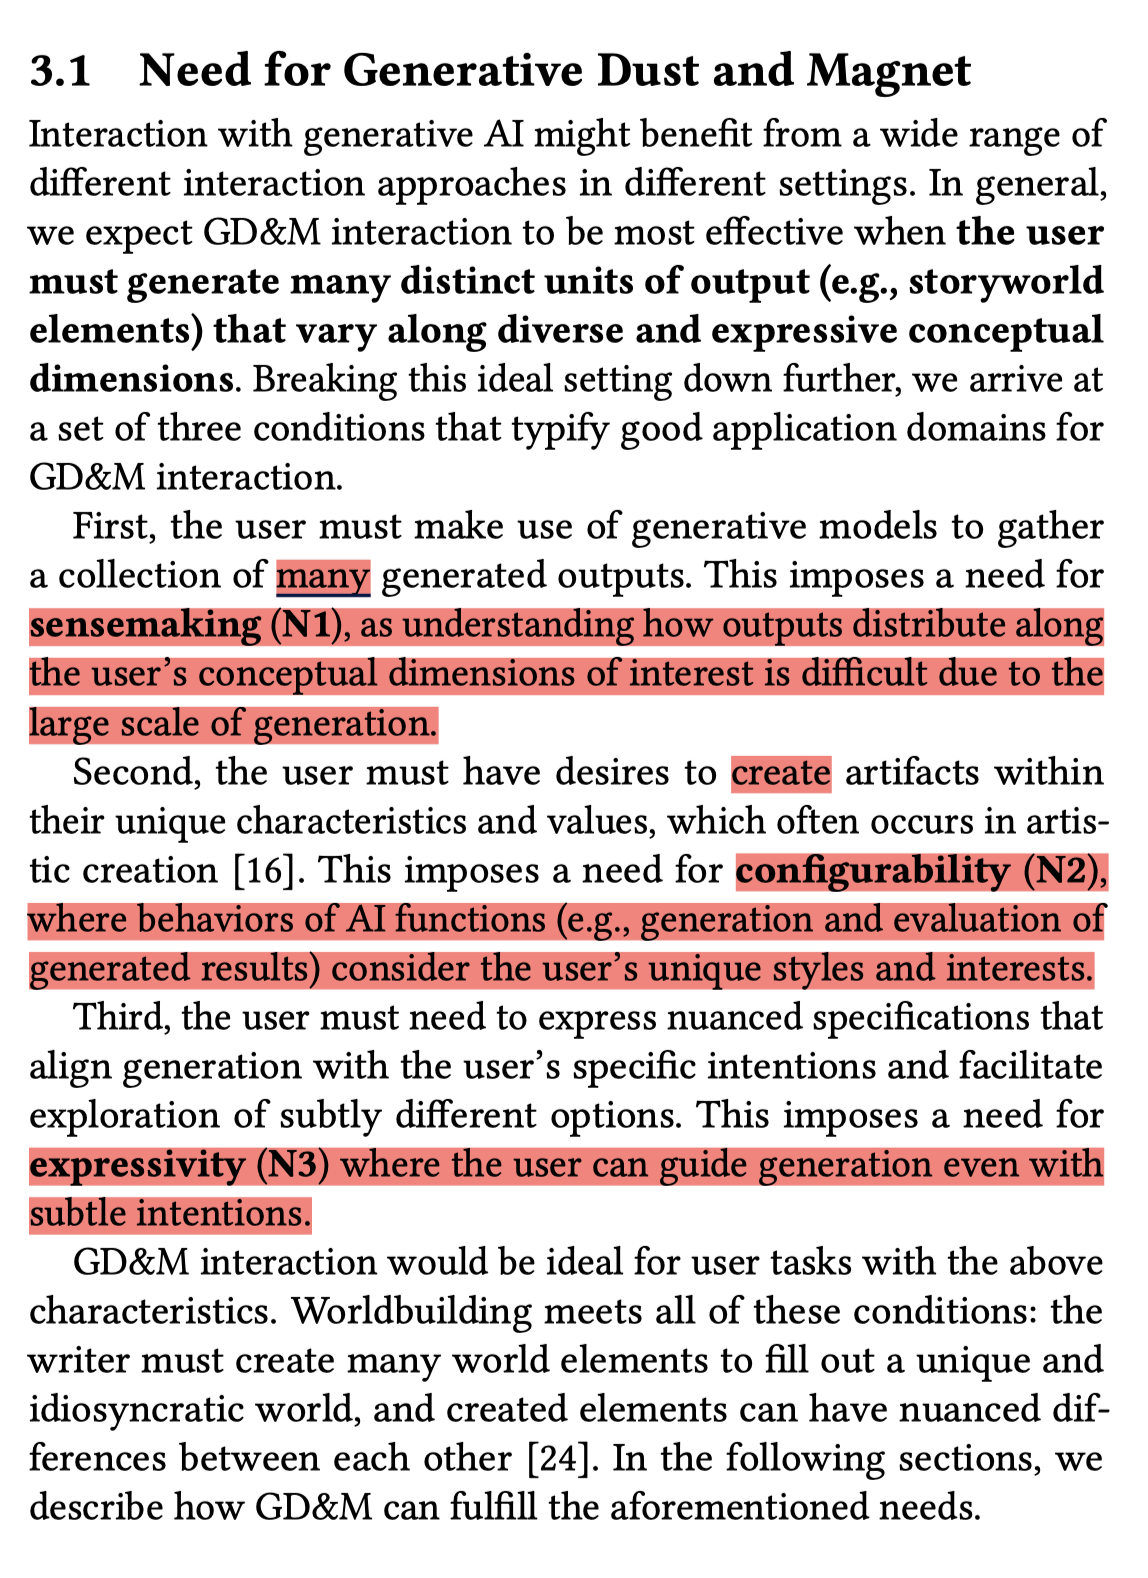 3.1 Need for Generative Dust and Magnet
Interaction with generative AI might benefit from a wide range of
different interaction approaches in different settings. In general,
we expect GD&M interaction to be most effective when the user
must generate many distinct units of output (e.g., storyworld
elements) that vary along diverse and expressive conceptual
dimensions. Breaking this ideal setting down further, we arrive at
a set of three conditions that typify good application domains for
GD&M interaction.
First, the user must make use of generative models to gather
a collection of many generated outputs. This imposes a need for
sensemaking (N1), as understanding how outputs distribute along
the user's conceptual dimensions of interest is difficult due to the
large scale of generation.
Second, the user must have desires to create artifacts within
their unique characteristics and values, which often occurs in artis-
tic creation [16]. This imposes a need for configurability (N2),
where behaviors of AI functions (e.g., generation and evaluation of
generated results) consider the user's unique styles and interests.
Third, the user must need to express nuanced specifications that
align generation with the user's specific intentions and facilitate
exploration of subtly different options. This imposes a need for
expressivity (N3) where the user can guide generation even with
subtle intentions.
GD&M interaction would be ideal for user tasks with the above
characteristics. Worldbuilding meets all of these conditions: the
writer must create many world elements to fill out a unique and
idiosyncratic world, and created elements can have nuanced dif-
ferences between each other [24]. In the following sections, we
describe how GD&M can fulfill the aforementioned needs.